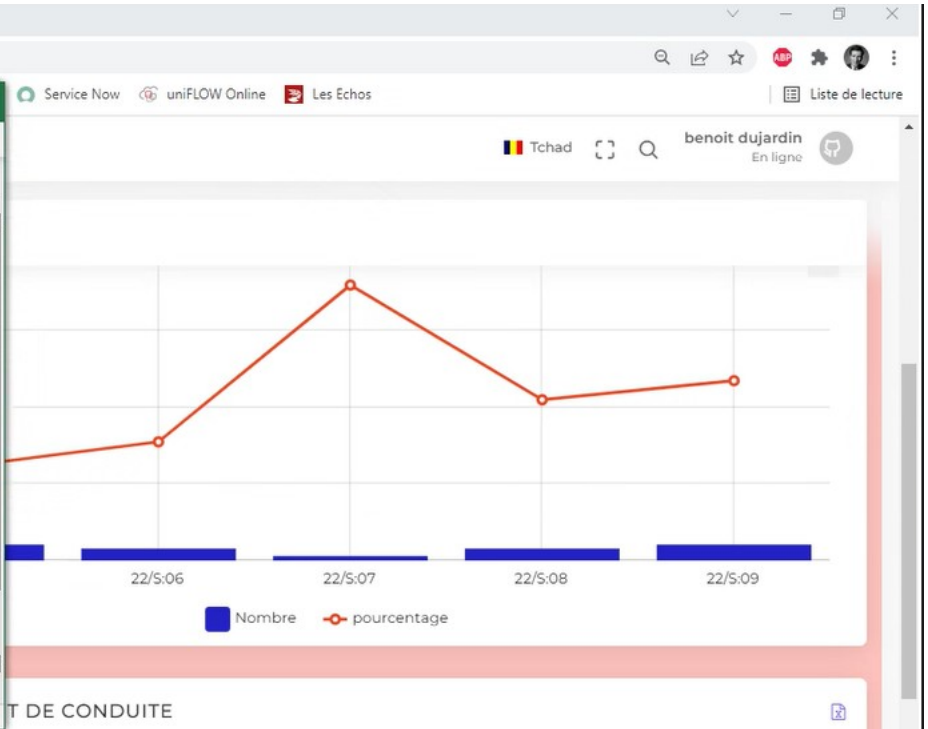 ABP
Service Now uniFLOW Online Les Echos Liste de lecture
Tchad benoit dujardin
En ligne
22/S:06 22/S:07 22/S:08 22/S:09
Nombre pourcentage
T DE CONDUITE